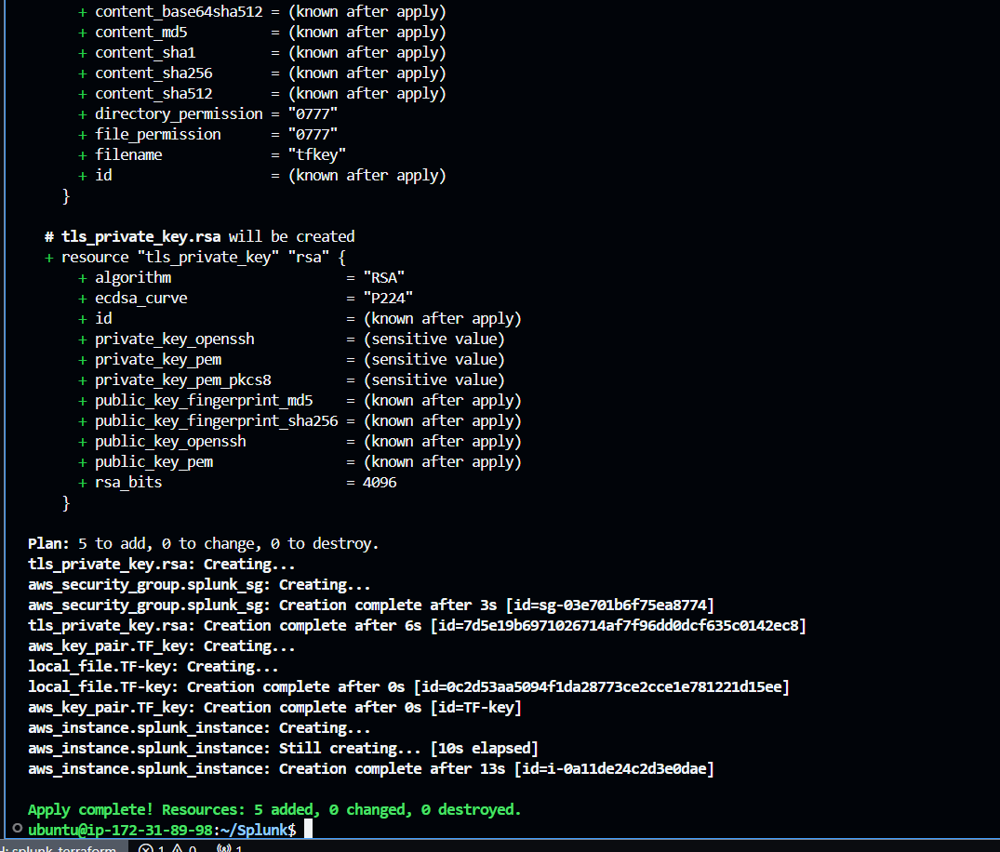 + content_base64sha512 = (known after apply)
+ content_md5 = (known after apply)
+ content_sha1 = (known after apply)
+ content_sha256 = (known after apply)
+ content_sha512 = (known after apply)
+ directory_permission = "0777"
+ file_permission = "0777"
+ filename = "tfkey"
+ id = (known after apply)
}
# tls_private_key.rsa will be created
+ resource "tls_private_key" "rsa" {
+ algorithm = "RSA"
+ ecdsa_curve = "P224"
+ id = (known after apply)
+ private_key_openssh = (sensitive value)
+ private_key_pem = (sensitive value)
+ private_key_pem_pkcs8 = (sensitive value)
+ public_key_fingerprint_md5 = (known after apply)
+ public_key_fingerprint_sha256 = (known after apply)
+ public_key_openssh = (known after apply)
+ public_key_pem = (known after apply)
+ rsa_bits = 4096
}
Plan: 5 to add, 0 to change, 0 to destroy.
tls_private_key.rsa: Creating...
aws_security_group.splunk_sg: Creating...
aws_security_group.splunk_sg: Creation complete after 3s [id=sg-03e701b6f75ea8774]
tls_private_key.rsa: Creation complete after 6s [id=7d5e19b6971026714af7f96dd0dcf635c0142ec8]
aws_key_pair.TF_key: Creating...
local_file.TF-key: Creating...
local_file.TF-key: Creation complete after 0s [id=0c2d53aa5094f1da28773ce2cce1e781221d15ee]
aws_key_pair.TF_key: Creation complete after 0s [id=TF-key]
aws_instance.splunk_instance: Creating...
aws_instance.splunk_instance: Still creating... [10s elapsed]
aws_instance.splunk_instance: Creation complete after 13s [id=i-0a11de24c2d3e0dae]
Apply complete! Resources: 5 added, 0 changed, 0 destroyed.
ubuntu@ip-172-31-89-98:~/Splunk$
splunk-terraform 1 0 1